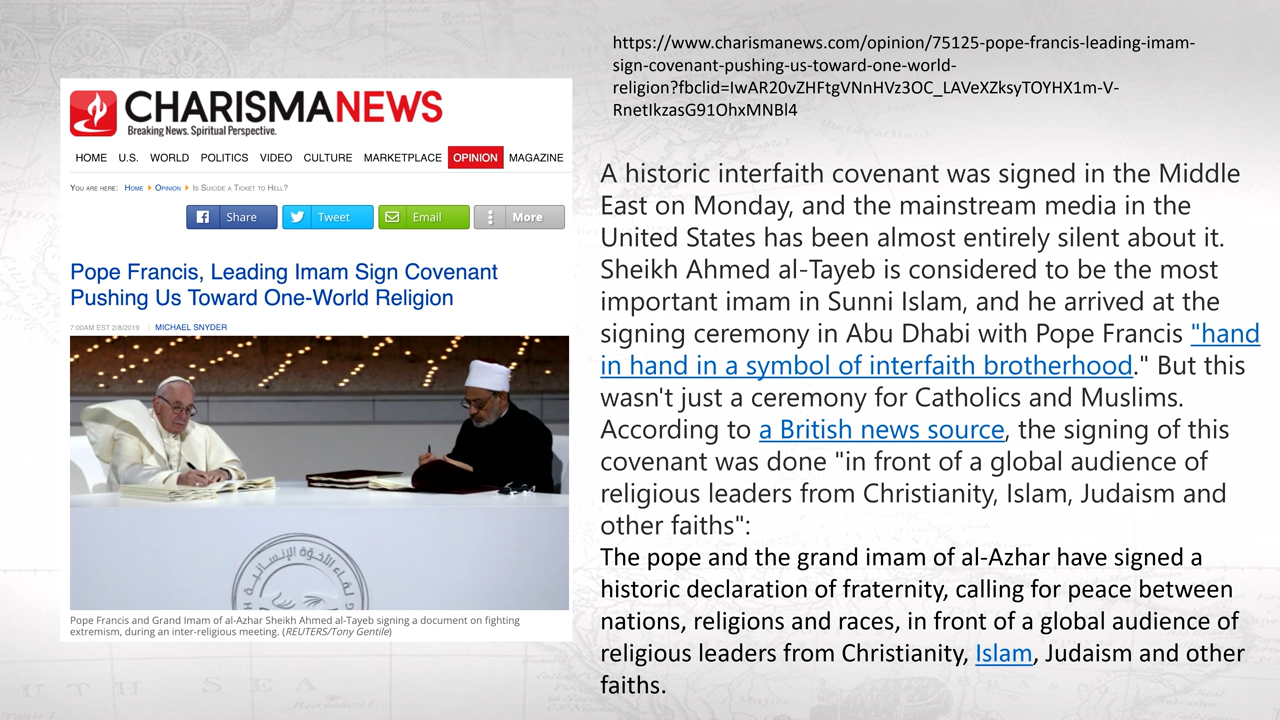 https://www.charismanews.com/opinion/75125-pope-francis-leading-imam-
sign-covenant-pushing-us-toward-one-world-
religion?fbclid=IwAR20vZHFtgVNnHVz3OC_LAVeXZksyTOYHX1m-V-
RnetIkzasG91OhxMNBl4
CHARISMANEWS
Breaking News. Spiritual Perspective.
HOME U.S. WORLD POLITICS VIDEO CULTURE MARKETPLACE OPINION MAGAZINE
YOU ARE HERE: HOME OPINION IS SUICIDE A TICKET TO HELL?
Share Tweet Email More
Pope Francis, Leading Imam Sign Covenant
Pushing Us Toward One-World Religion
7:00AM EST 2/8/2019 MICHAEL SNYDER
لقاء الأخوة الإنسانية
Pope Francis and Grand Imam of al-Azhar Sheikh Ahmed al-Tayeb signing a document on fighting
extremism, during an inter-religious meeting. (REUTERS/Tony Gentile)
A historic interfaith covenant was signed in the Middle
East on Monday, and the mainstream media in the
United States has been almost entirely silent about it.
Sheikh Ahmed al-Tayeb is considered to be the most
important imam in Sunni Islam, and he arrived at the
signing ceremony in Abu Dhabi with Pope Francis "hand
in hand in a symbol of interfaith brotherhood." But this
wasn't just a ceremony for Catholics and Muslims.
According to a British news source, the signing of this
covenant was done "in front of a global audience of
religious leaders from Christianity, Islam, Judaism and
other faiths":
The pope and the grand imam of al-Azhar have signed a
historic declaration of fraternity, calling for peace between
nations, religions and races, in front of a global audience of
religious leaders from Christianity, Islam, Judaism and other
faiths.
UTH SEA